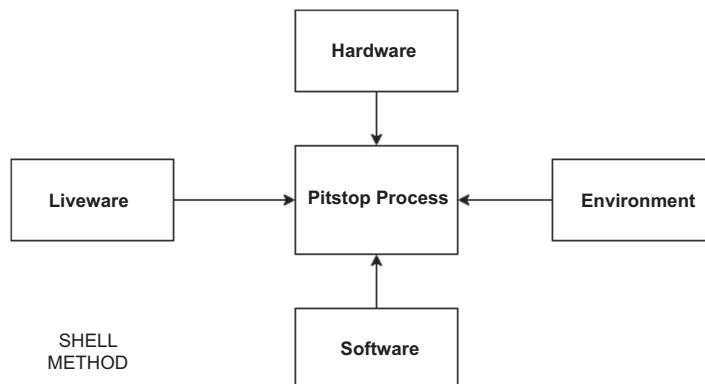 Hardware
Liveware
Pitstop Process
Environment
Software
SHELL
METHOD